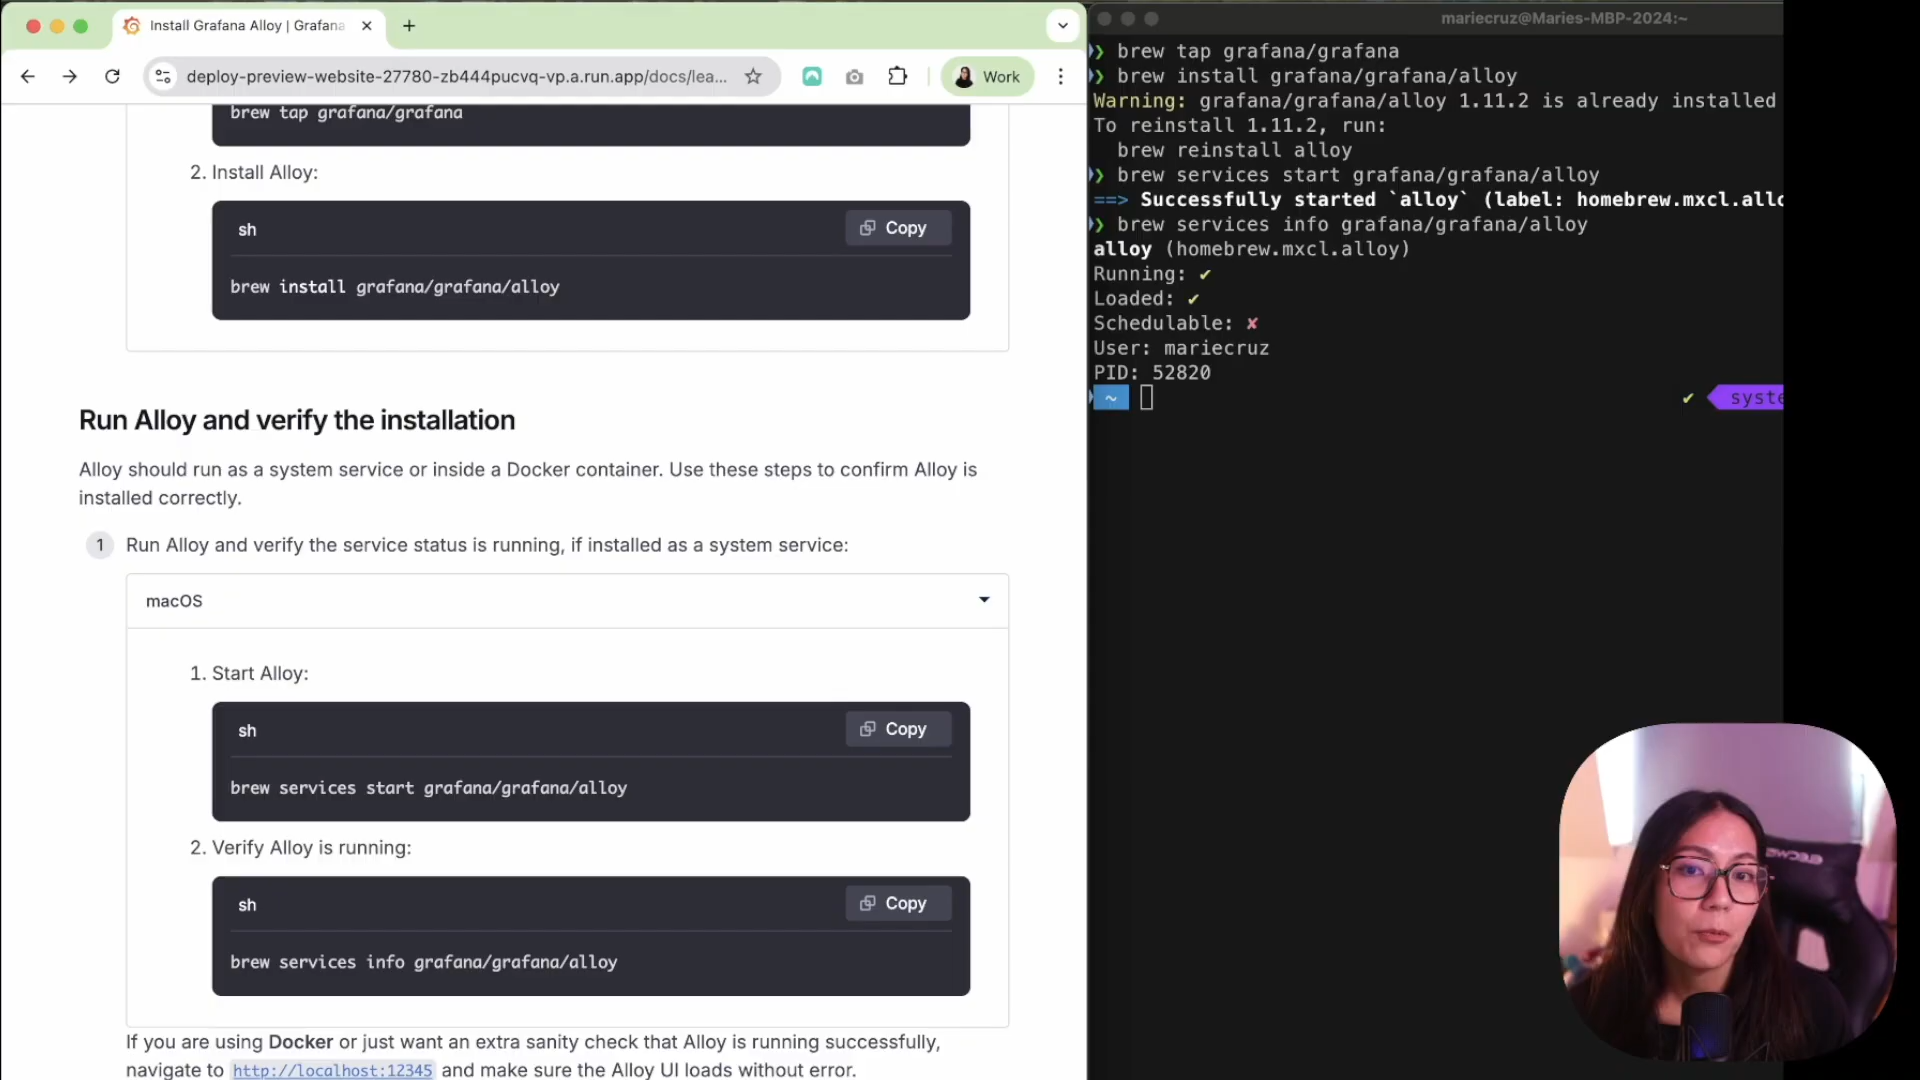 Install Grafana Alloy | Grafana
deploy-preview-website-27780-zb444pucvq-vp.a.run.app/docs/lea...
Work
brew tap grafana/grafana
2. Install Alloy:
sh
Copy
brew install grafana/grafana/alloy
Run Alloy and verify the installation
Alloy should run as a system service or inside a Docker container. Use these steps to confirm Alloy is
installed correctly.
1 Run Alloy and verify the service status is running, if installed as a system service:
macOS
1. Start Alloy:
sh
Copy
brew services start grafana/grafana/alloy
2. Verify Alloy is running:
sh
Copy
brew services info grafana/grafana/alloy
If you are using Docker or just want an extra sanity check that Alloy is running successfully,
navigate to http://localhost:12345 and make sure the Alloy UI loads without error.
mariecruz@Maries-MBP-2024:~
❯ brew tap grafana/grafana
❯ brew install grafana/grafana/alloy
Warning: grafana/grafana/alloy 1.11.2 is already installed
To reinstall 1.11.2, run:
brew reinstall alloy
❯ brew services start grafana/grafana/alloy
==> Successfully started `alloy` (label: homebrew.mxcl.allo
❯ brew services info grafana/grafana/alloy
alloy (homebrew.mxcl.alloy)
Running: ✔
Loaded: ✔
Schedulable: ✘
User: mariecruz
PID: 52820
~ ✔ syste